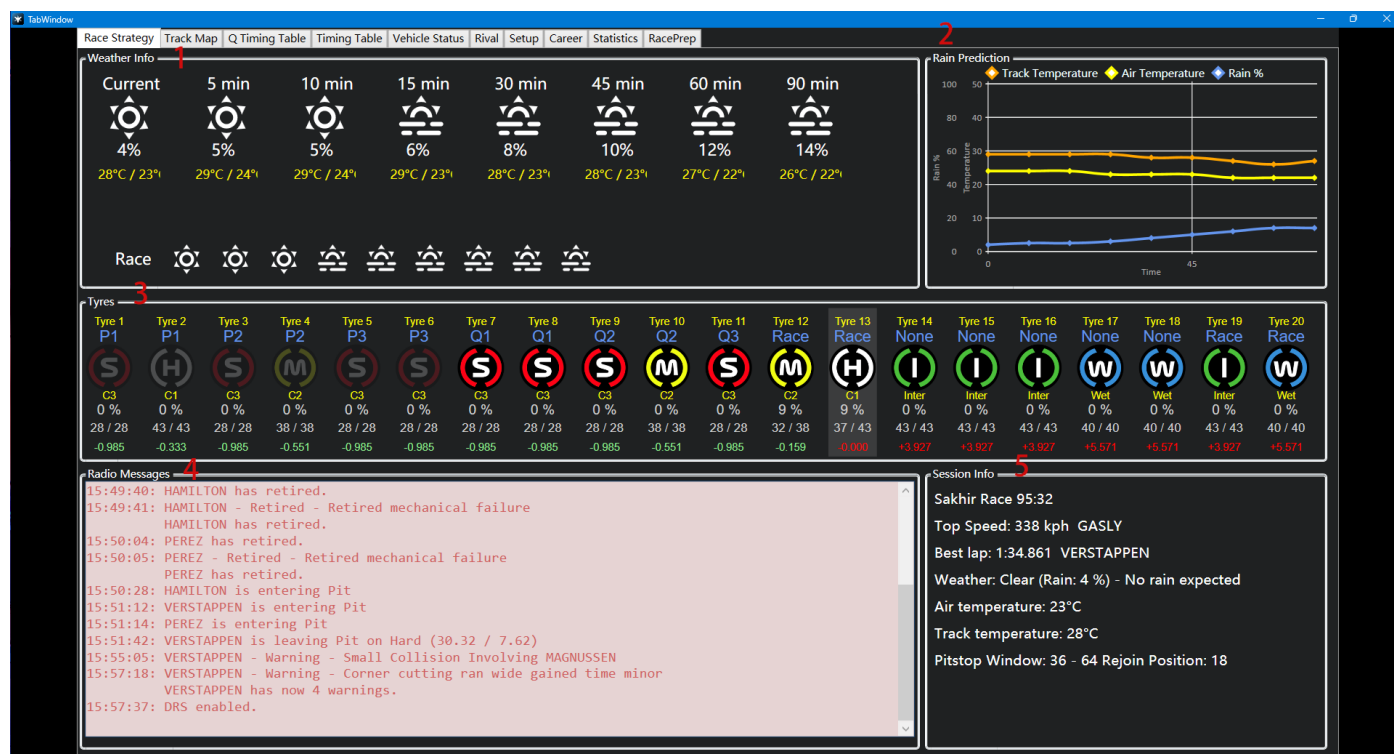 TabWindow
Race Strategy Track Map Q Timing Table Timing Table Vehicle Status Rival Setup Career Statistics RacePrep
1
Weather Info
Current 5 min 10 min 15 min 30 min 45 min 60 min 90 min
4% 5% 5% 6% 8% 10% 12% 14%
28°C / 23° 29°C / 24° 29°C / 24° 29°C / 23° 28°C / 23° 28°C / 23° 27°C / 22° 26°C / 22°
Race
2
Rain Prediction
Track Temperature Air Temperature Rain %
100 50
80 40
60 30
40 20
20 10
0 0
Rain %
Temperature
0 45
Time
3
Tyres
Tyre 1 Tyre 2 Tyre 3 Tyre 4 Tyre 5 Tyre 6 Tyre 7 Tyre 8 Tyre 9 Tyre 10 Tyre 11 Tyre 12 Tyre 13 Tyre 14 Tyre 15 Tyre 16 Tyre 17 Tyre 18 Tyre 19 Tyre 20
P1 P1 P2 P2 P3 P3 Q1 Q1 Q2 Q2 Q3 Race Race None None None None None Race Race
S H S M S S S S S M S M H I I I W W I W
C3 C1 C3 C2 C3 C3 C3 C3 C3 C2 C3 C2 C1 Inter Inter Inter Wet Wet Inter Wet
0 % 0 % 0 % 0 % 0 % 0 % 0 % 0 % 0 % 0 % 0 % 9 % 9 % 0 % 0 % 0 % 0 % 0 % 0 % 0 %
28 / 28 43 / 43 28 / 28 38 / 38 28 / 28 28 / 28 28 / 28 28 / 28 28 / 28 38 / 38 28 / 28 32 / 38 37 / 43 43 / 43 43 / 43 43 / 43 40 / 40 40 / 40 43 / 43 40 / 40
-0.985 -0.333 -0.985 -0.551 -0.985 -0.985 -0.985 -0.985 -0.985 -0.551 -0.985 -0.159 -0.000 +3.927 +3.927 +3.927 +5.571 +5.571 +3.927 +5.571
4
Radio Messages
15:49:40: HAMILTON has retired.
15:49:41: HAMILTON - Retired - Retired mechanical failure
HAMILTON has retired.
15:50:04: PEREZ has retired.
15:50:05: PEREZ - Retired - Retired mechanical failure
PEREZ has retired.
15:50:28: HAMILTON is entering Pit
15:51:12: VERSTAPPEN is entering Pit
15:51:14: PEREZ is entering Pit
15:51:42: VERSTAPPEN is leaving Pit on Hard (30.32 / 7.62)
15:55:05: VERSTAPPEN - Warning - Small Collision Involving MAGNUSSEN
15:57:18: VERSTAPPEN - Warning - Corner cutting ran wide gained time minor
VERSTAPPEN has now 4 warnings.
15:57:37: DRS enabled.
5
Session Info
Sakhir Race 95:32
Top Speed: 338 kph GASLY
Best lap: 1:34.861 VERSTAPPEN
Weather: Clear (Rain: 4 %) - No rain expected
Air temperature: 23°C
Track temperature: 28°C
Pitstop Window: 36 - 64 Rejoin Position: 18